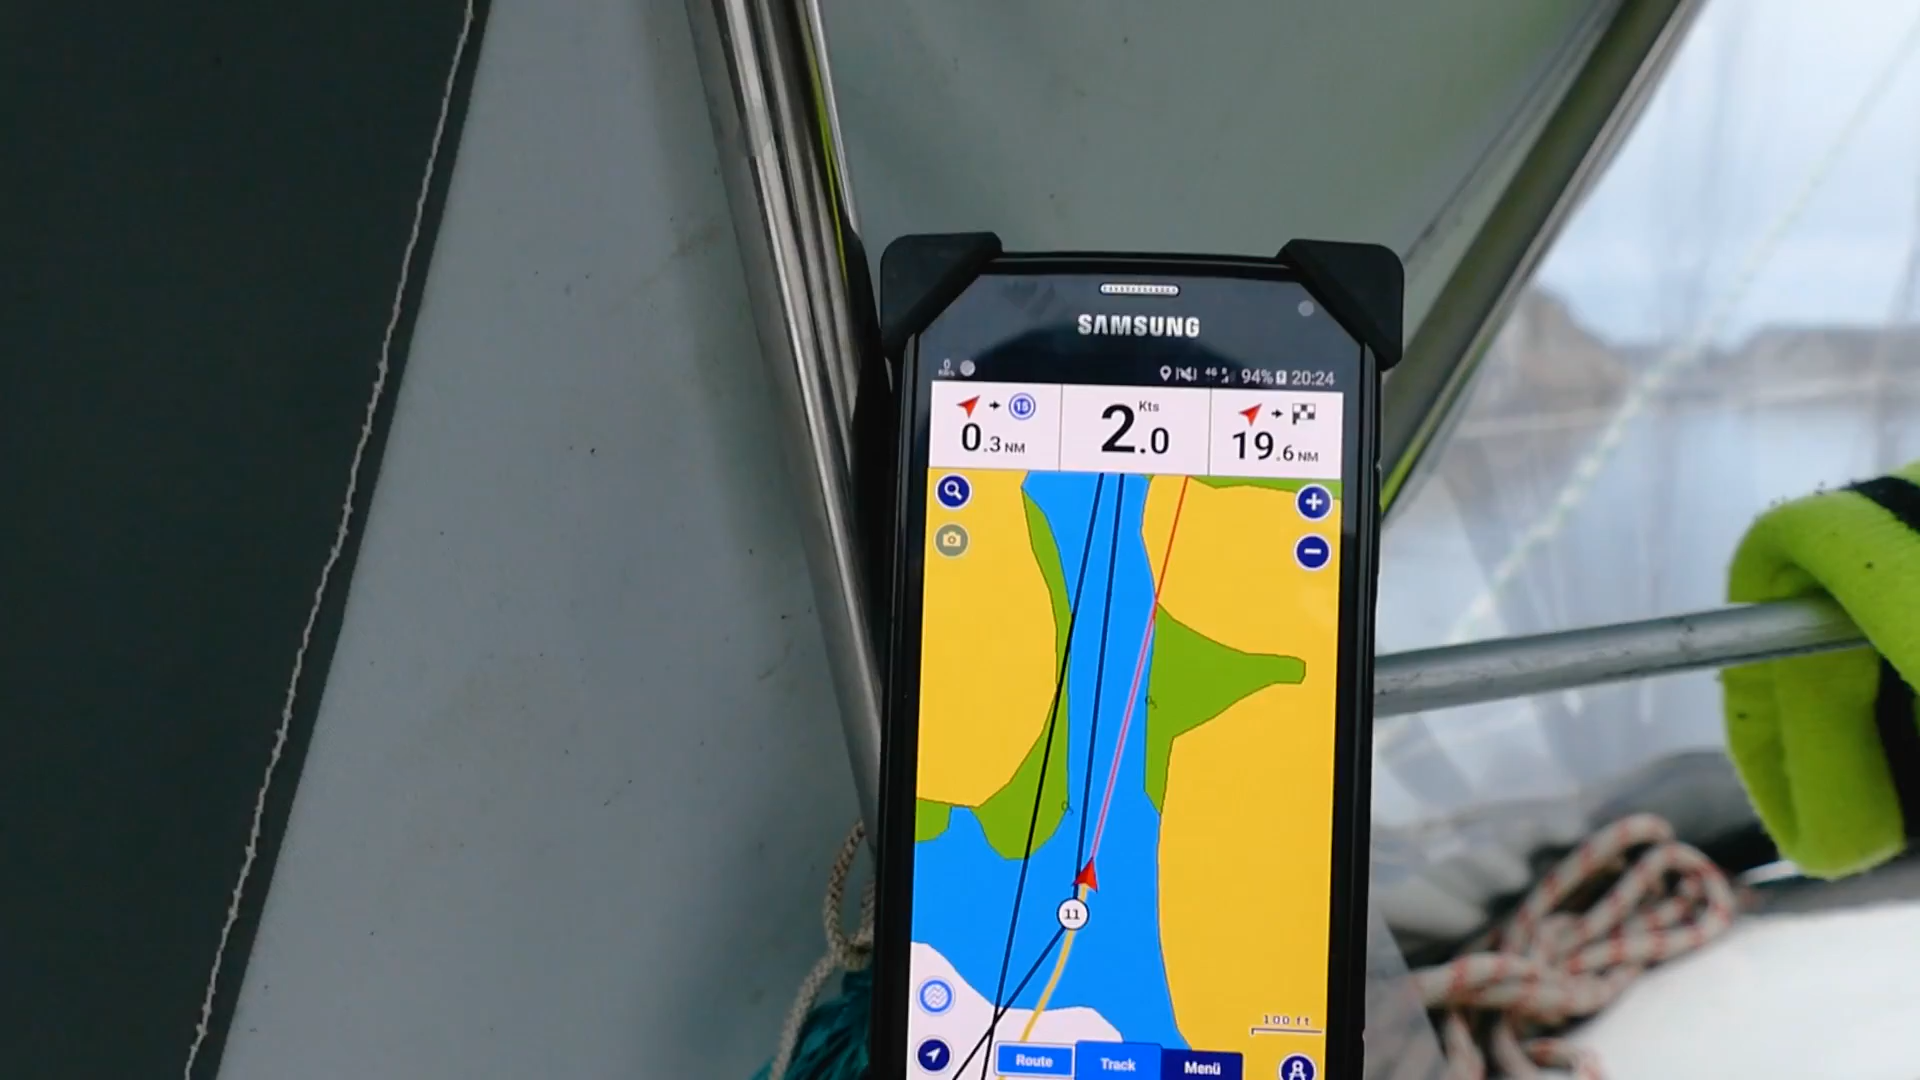 SAMSUNG
94% 20:24
15
Kts
0.3 NM
2.0
19.6 NM
11
100 ft
Route
Track
Menü